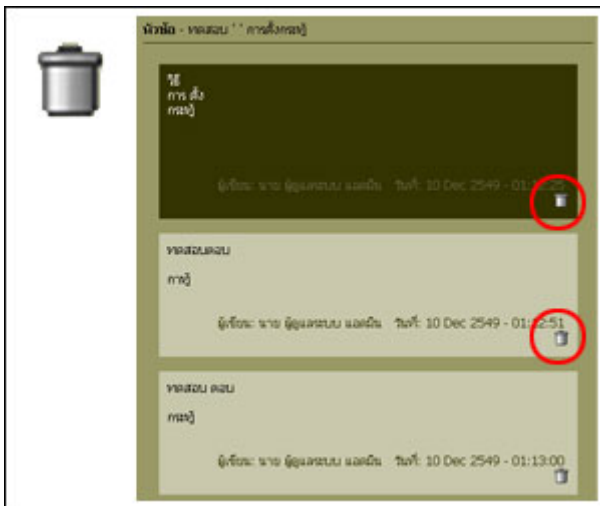 หัวข้อ - ทดสอบ ' ' การตั้งกระทู้
วิธี
การ ตั้ง
กระทู้
ผู้เขียน: นาย ผู้ดูแลระบบ แอดมิน วันที่: 10 Dec 2549 - 01:12:25
ทดสอบตอบ
การทู้
ผู้เขียน: นาย ผู้ดูแลระบบ แอดมิน วันที่: 10 Dec 2549 - 01:12:51
ทดสอบ ตอบ
กระทู้
ผู้เขียน: นาย ผู้ดูแลระบบ แอดมิน วันที่: 10 Dec 2549 - 01:13:00